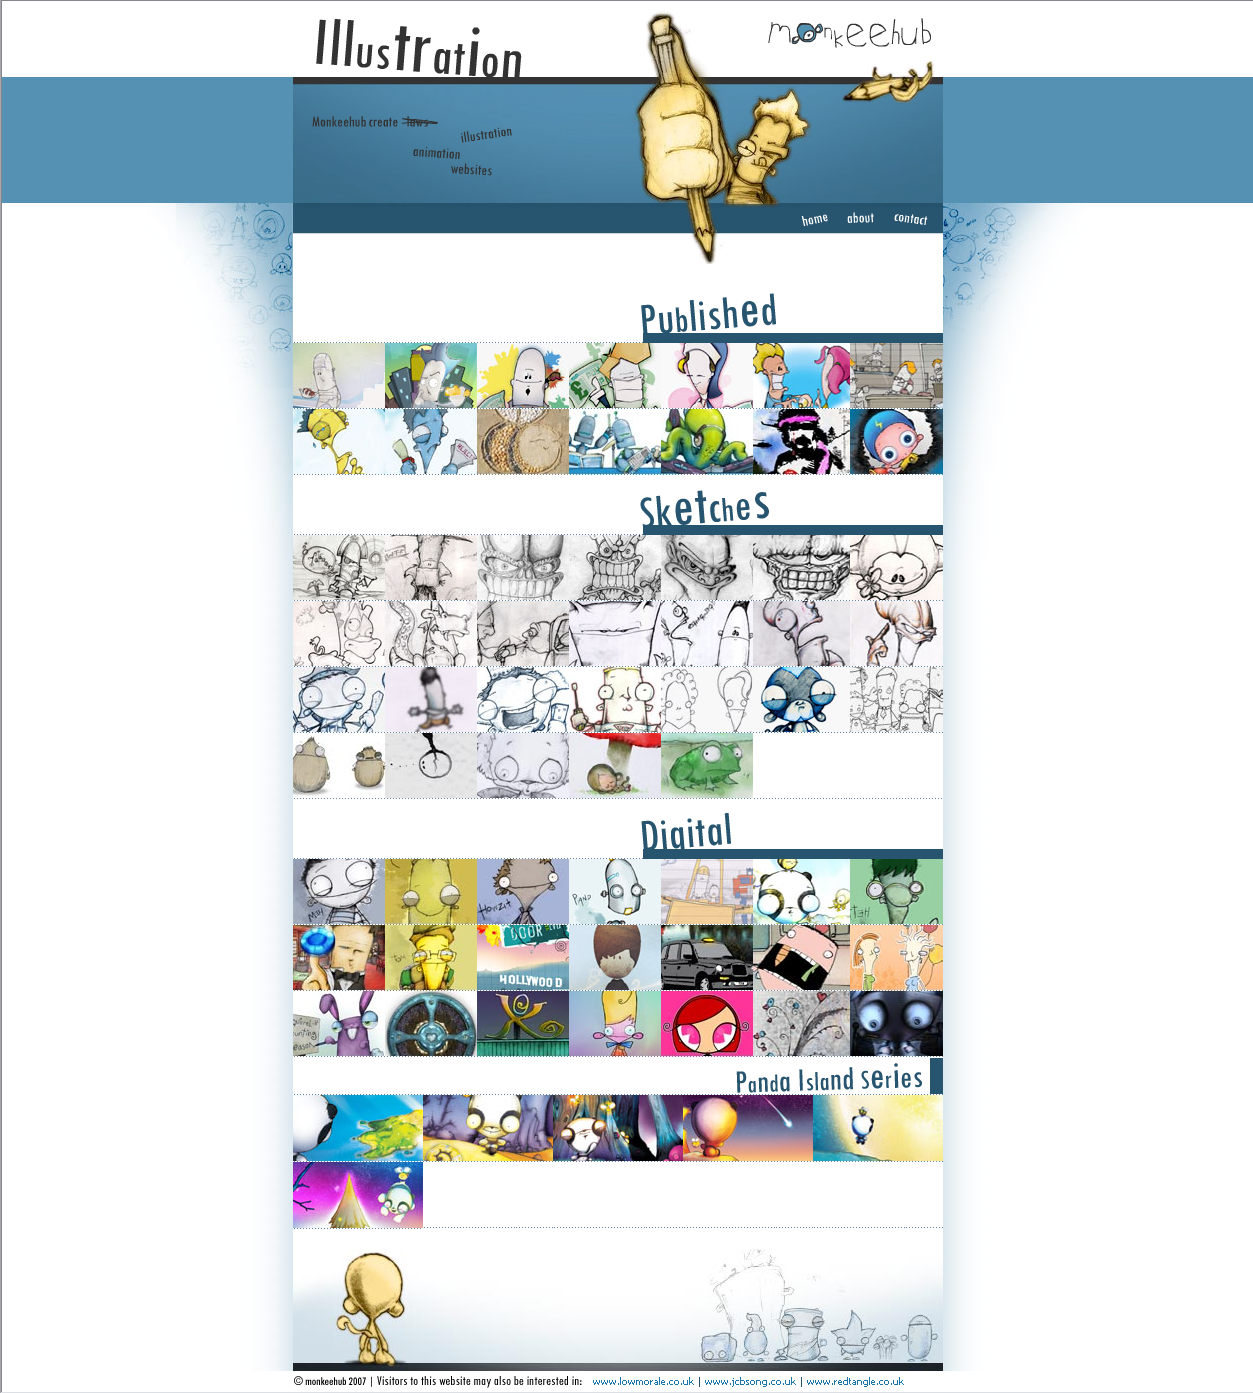 Illustration
monkeehub
Monkeehub create laws
illustration
animation
websites
home about contact
Published
Sketches
Digital
HOLLYWOOD
Panda Island Series
© monkeehub 2007 | Visitors to this website may also be interested in: www.lowmorale.co.uk | www.jcbsong.co.uk | www.redtangle.co.uk